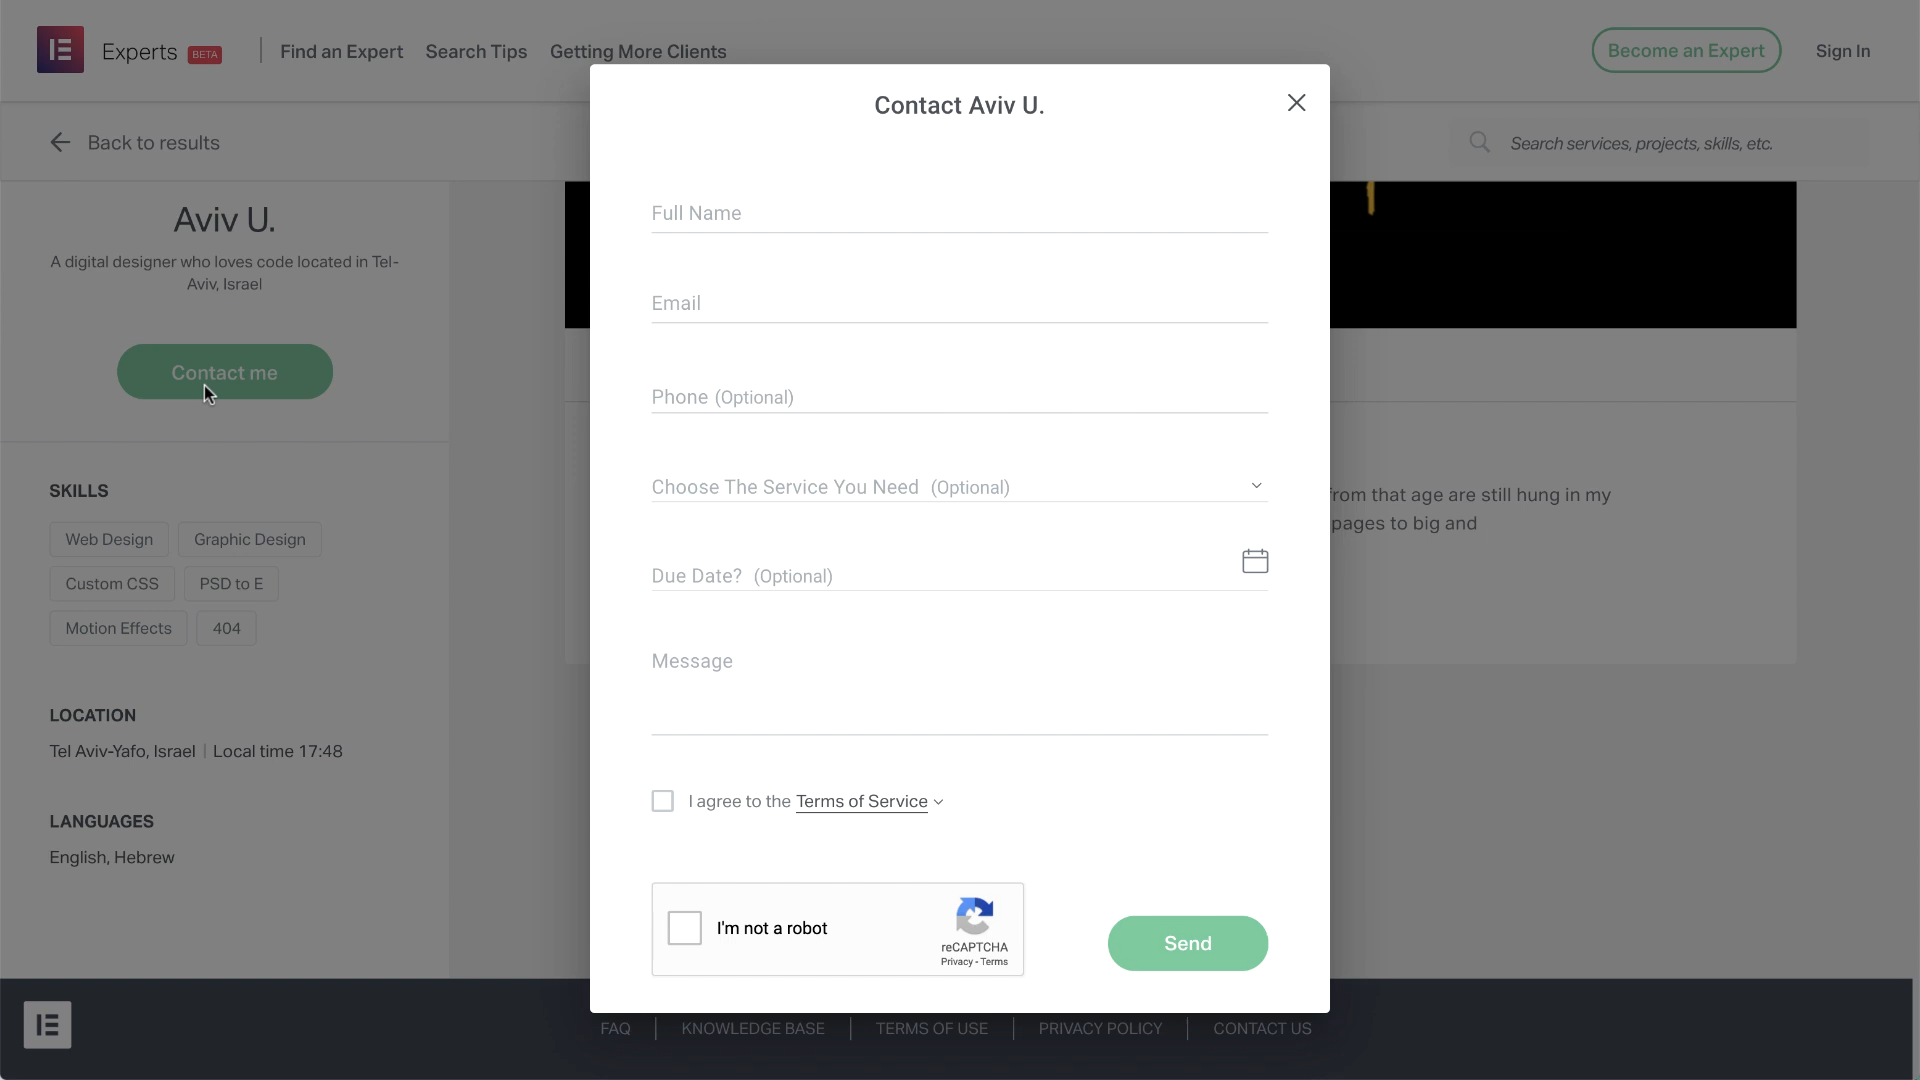 Experts BETA
Find an Expert
Search Tips
Getting More Clients
Become an Expert
Sign In
Back to results
Search services, projects, skills, etc.
Aviv U.
A digital designer who loves code located in Tel-
Aviv, Israel
Contact me
SKILLS
Web Design
Graphic Design
Custom CSS
PSD to E
Motion Effects
404
LOCATION
Tel Aviv-Yafo, Israel | Local time 17:48
LANGUAGES
English, Hebrew
Contact Aviv U.
Full Name
Email
Phone (Optional)
Choose The Service You Need (Optional)
Due Date? (Optional)
Message
I agree to the Terms of Service
I'm not a robot
reCAPTCHA
Privacy - Terms
Send
from that age are still hung in my
pages to big and
FAQ | KNOWLEDGE BASE | TERMS OF USE | PRIVACY POLICY | CONTACT US